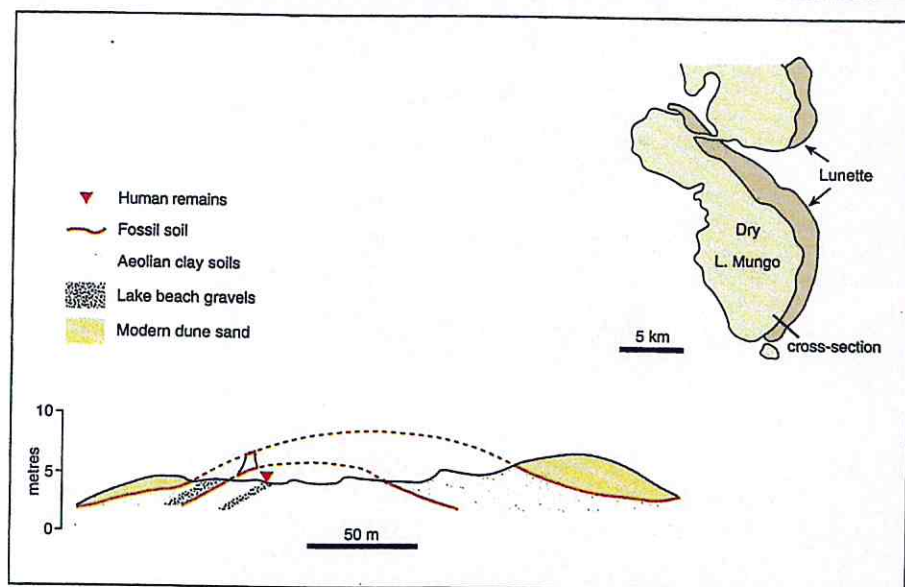 Lunette
Human remains
Fossil soil
Aeolian clay soils
Lake beach gravels
Modern dune sand
Dry
L. Mungo
5 km
cross-section
10
5
0
metres
50 m